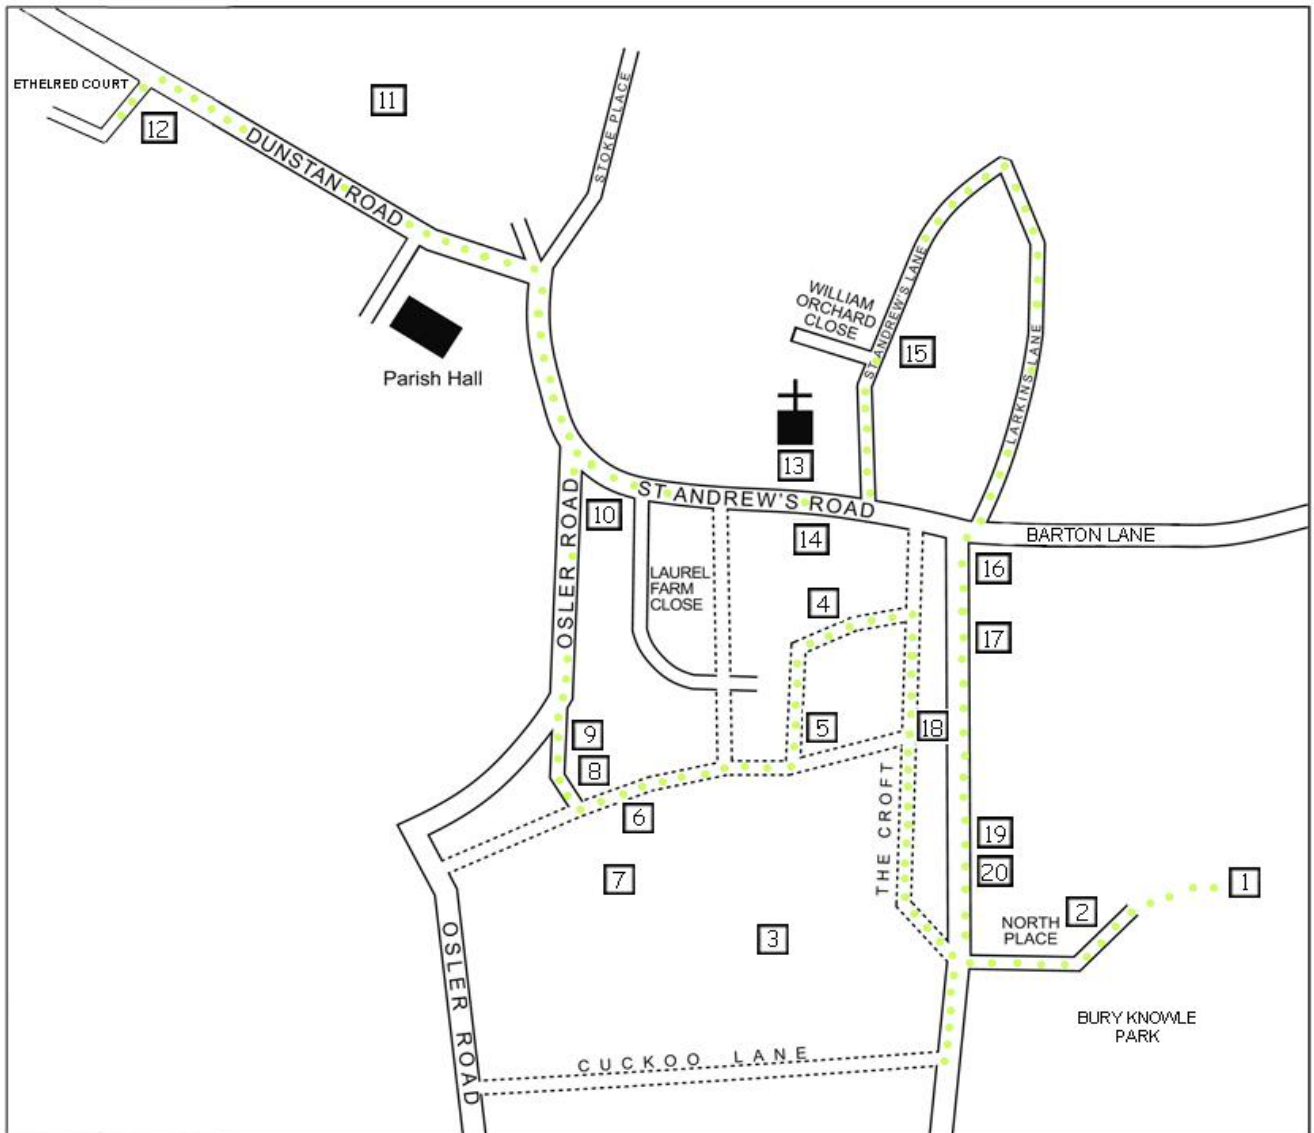 ETHELRED COURT
11
12
DUNSTAN ROAD
STOKE PLACE
Parish Hall
WILLIAM
ORCHARD
CLOSE
ST ANDREW'S LANE
15
LARKINS LANE
13
ST ANDREW'S ROAD
10
14
BARTON LANE
OSLER ROAD
LAUREL
FARM
CLOSE
4
16
17
5
18
9
8
6
7
THE CROFT
19
20
1
2
NORTH
PLACE
3
OSLER ROAD
BURY KNOWLE
PARK
CUCKOO LANE